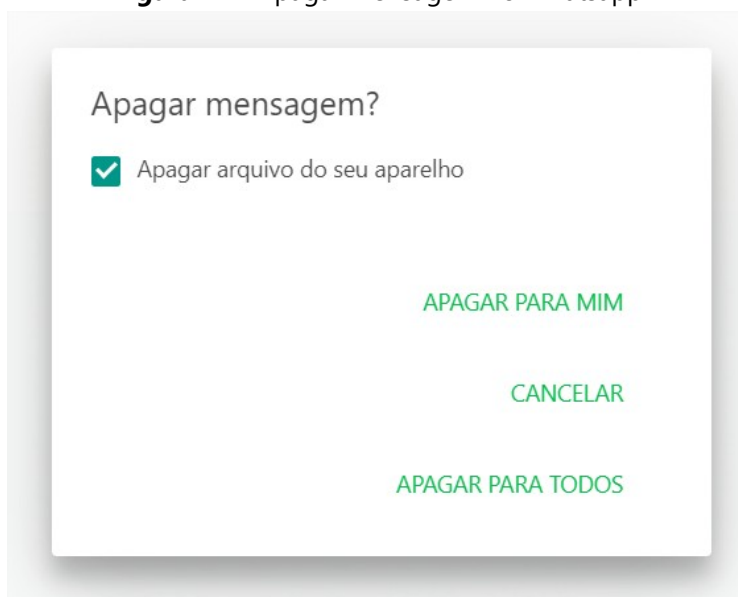 Apagar mensagem?
Apagar arquivo do seu aparelho
APAGAR PARA MIM
CANCELAR
APAGAR PARA TODOS